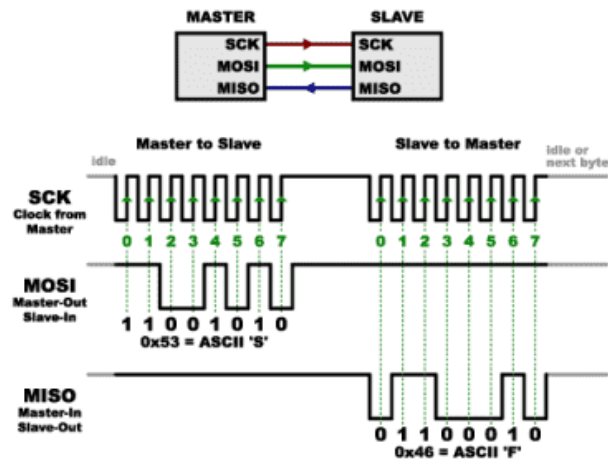 MASTER SLAVE
SCK SCK
MOSI MOSI
MISO MISO
Master to Slave Slave to Master
idle
idle or
next byte
SCK
Clock from
Master
0 1 2 3 4 5 6 7 0 1 2 3 4 5 6 7
MOSI
Master-Out
Slave-In
1 1 0 0 1 0 1 0
0x53 = ASCII 'S'
MISO
Master-In
Slave-Out
0 1 1 0 0 0 1 0
0x46 = ASCII 'F'